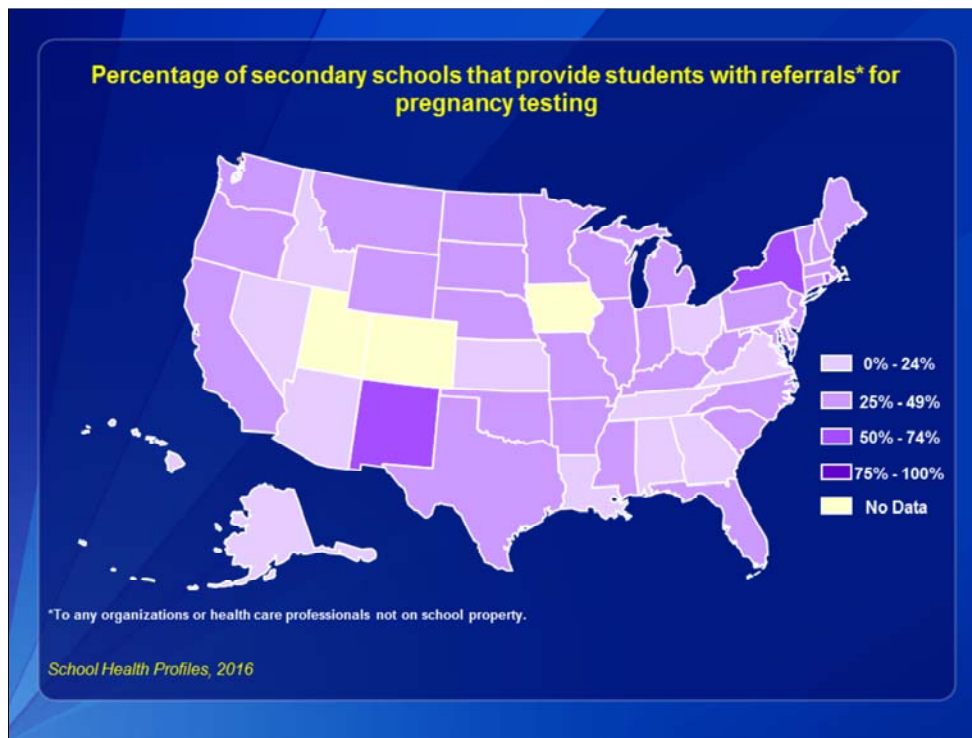 Percentage of secondary schools that provide students with referrals* for
pregnancy testing
0% - 24%
25% - 49%
50% - 74%
75% - 100%
No Data
*To any organizations or health care professionals not on school property.
School Health Profiles, 2016